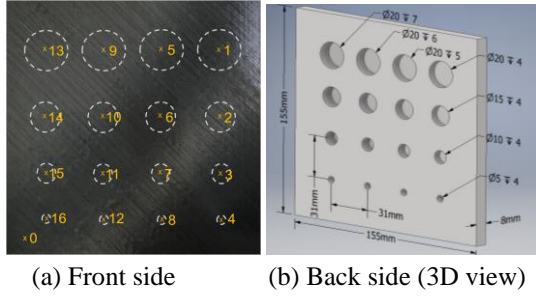 13 9 5 1
14 10 6 2
15 11 7 3
16 12 8 4
0
Ø20 ↧ 7
Ø20 ↧ 6
Ø20 ↧ 5
Ø20 ↧ 4
Ø15 ↧ 4
Ø10 ↧ 4
Ø5 ↧ 4
155mm
31mm
31mm
8mm
155mm
(a) Front side
(b) Back side (3D view)